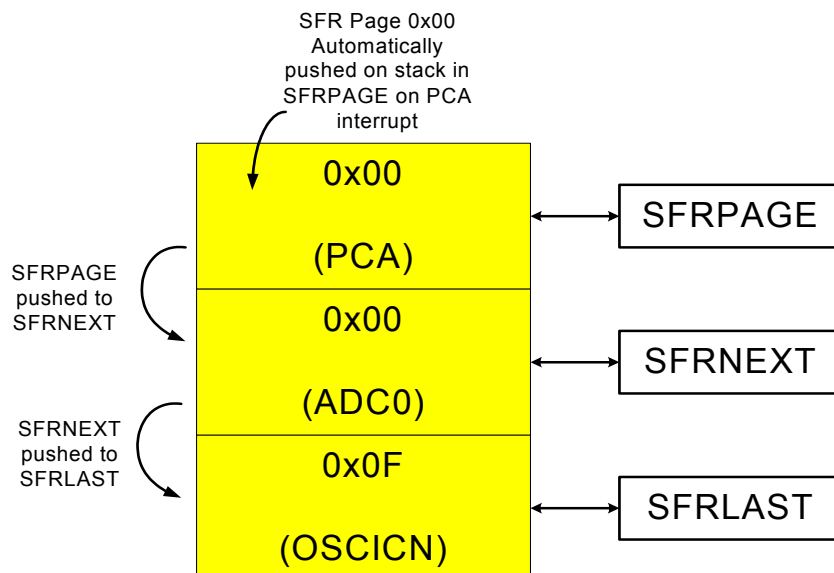 SFR Page 0x00
Automatically
pushed on stack in
SFRPAGE on PCA
interrupt
0x00
(PCA)
SFRPAGE
SFRPAGE
pushed to
SFRNEXT
0x00
(ADC0)
SFRNEXT
SFRNEXT
pushed to
SFRLAST
0x0F
(OSCICN)
SFRLAST